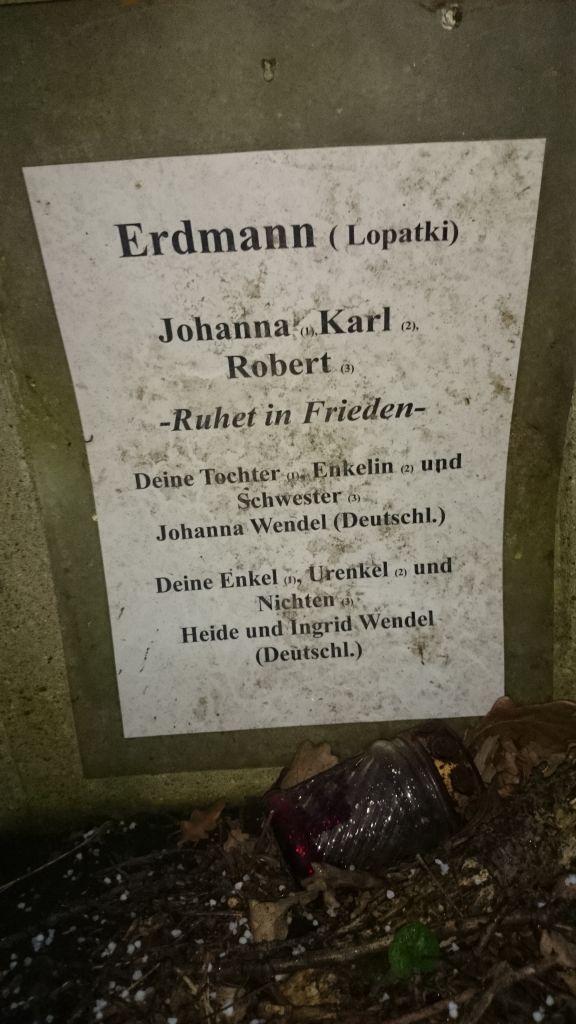 Erdmann ( Lopatki)
Johanna (1), Karl (2),
Robert (3)
-Ruhet in Frieden-
Deine Tochter (1), Enkelin (2) und
Schwester (3)
Johanna Wendel (Deutschl.)
Deine Enkel (1), Urenkel (2) und
Nichten (3)
Heide und Ingrid Wendel
(Deutschl.)